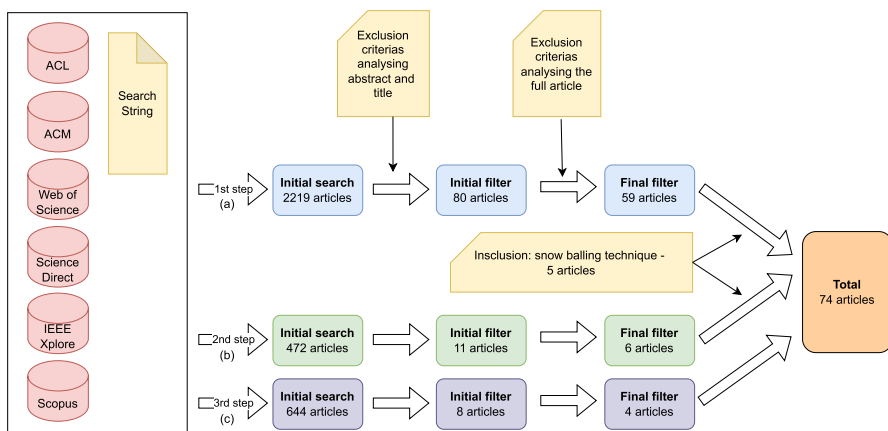 ACL
ACM
Web of
Science
Science
Direct
IEEE
Xplore
Scopus
Search
String
Exclusion
criterias
analysing
abstract and
title
Exclusion
criterias
analysing the
full article
1st step
(a)
Initial search
2219 articles
Initial filter
80 articles
Final filter
59 articles
Insclusion: snow balling technique -
5 articles
2nd step
(b)
Initial search
472 articles
Initial filter
11 articles
Final filter
6 articles
3rd step
(c)
Initial search
644 articles
Initial filter
8 articles
Final filter
4 articles
Total
74 articles